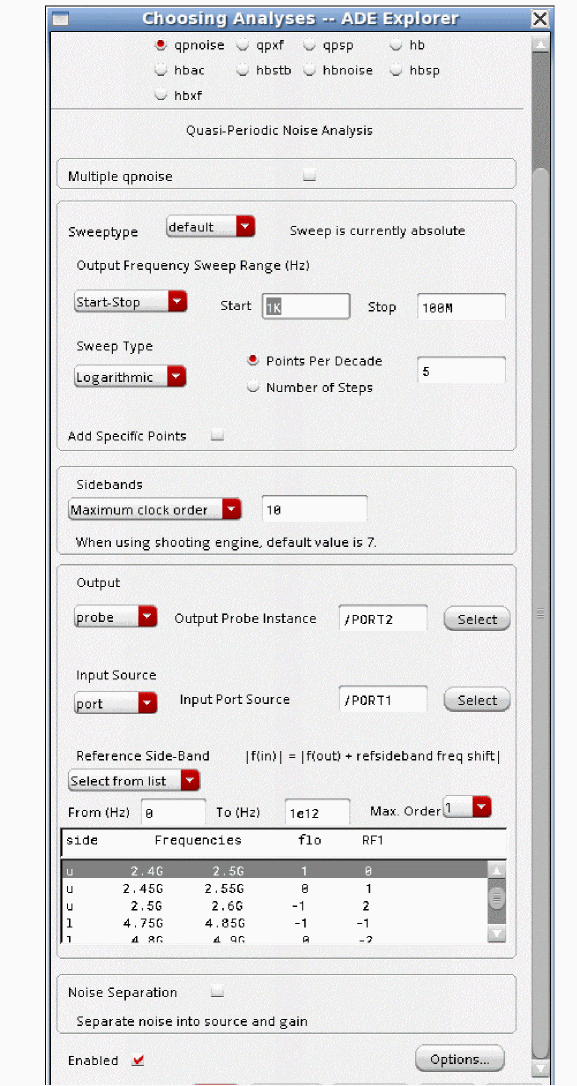 Choosing Analyses -- ADE Explorer
qpnoise qpxf qpsp hb
hbac hbstb hbnoise hbsp
hbxf
Quasi-Periodic Noise Analysis
Multiple qpnoise
Sweeptype default Sweep is currently absolute
Output Frequency Sweep Range (Hz)
Start-Stop Start 1K Stop 100M
Sweep Type
Logarithmic Points Per Decade 5
Number of Steps
Add Specific Points
Sidebands
Maximum clock order 10
When using shooting engine, default value is 7.
Output
probe Output Probe Instance /PORT2 Select
Input Source
port Input Port Source /PORT1 Select
Reference Side-Band |f(in)| = |f(out) + refsideband freq shift|
Select from list
From (Hz) 0 To (Hz) 1e12 Max. Order 1
side Frequencies flo RF1
u 2.4G 2.5G 1 0
u 2.45G 2.55G 0 1
u 2.5G 2.6G -1 2
l 4.75G 4.85G -1 -1
l 4.8G 4.9G 0 -2
Noise Separation
Separate noise into source and gain
Enabled Options...